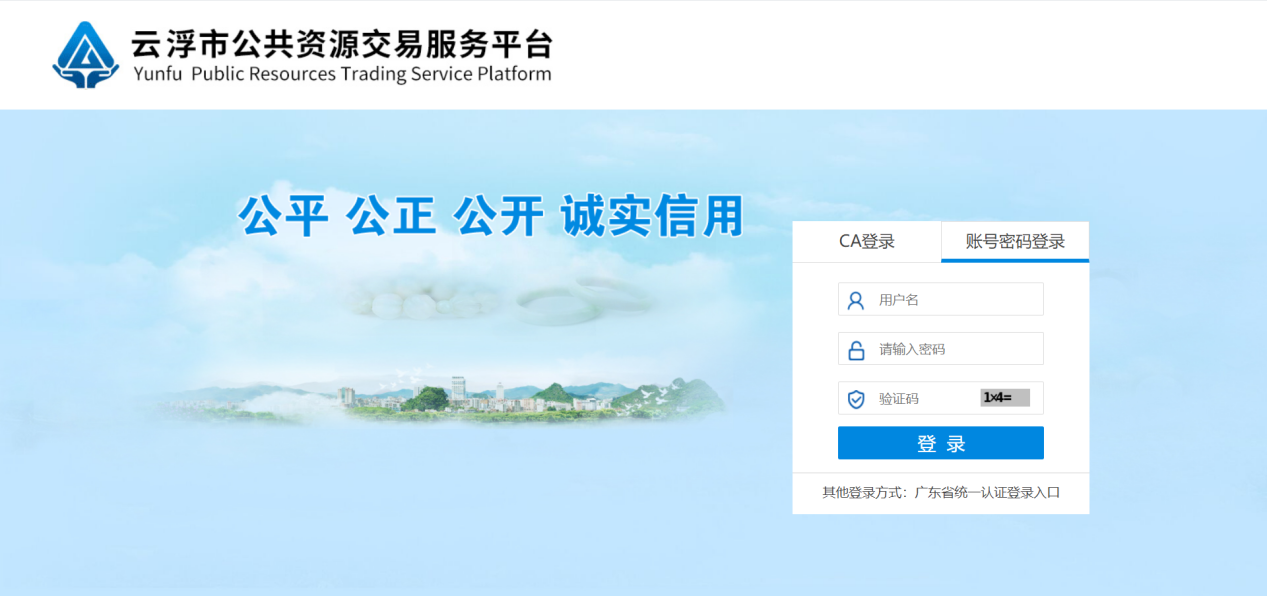 云浮市公共资源交易服务平台
Yunfu Public Resources Trading Service Platform
公平 公正 公开 诚实信用
CA登录 账号密码登录
用户名
请输入密码
验证码 1×4=
登 录
其他登录方式：广东省统一认证登录入口